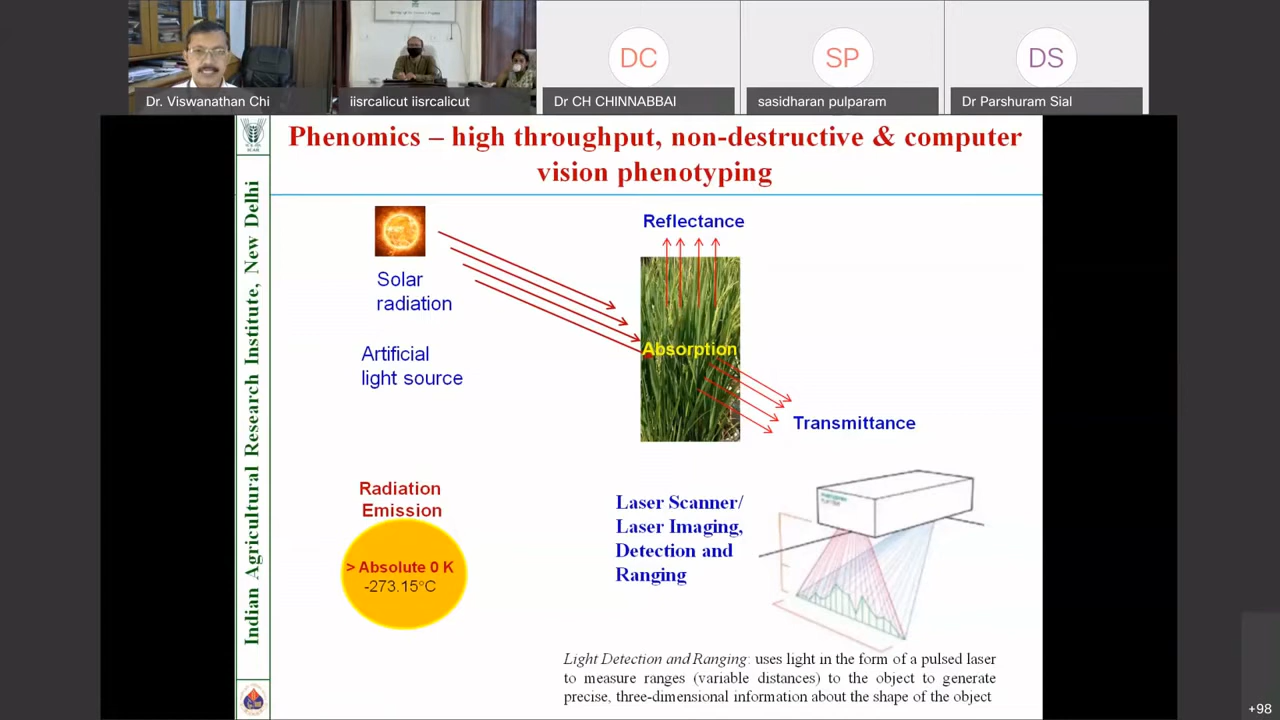 Dr. Viswanathan Chi
iisrcalicut iisrcalicut
DC
Dr CH CHINNABBAI
SP
sasidharan pulparam
DS
Dr Parshuram Sial
Indian Agricultural Research Institute, New Delhi
Phenomics – high throughput, non-destructive & computer
vision phenotyping
Solar
radiation
Artificial
light source
Reflectance
Absorption
Transmittance
Radiation
Emission
> Absolute 0 K
-273.15°C
Laser Scanner/
Laser Imaging,
Detection and
Ranging
Light Detection and Ranging: uses light in the form of a pulsed laser
to measure ranges (variable distances) to the object to generate
precise, three-dimensional information about the shape of the object
+98